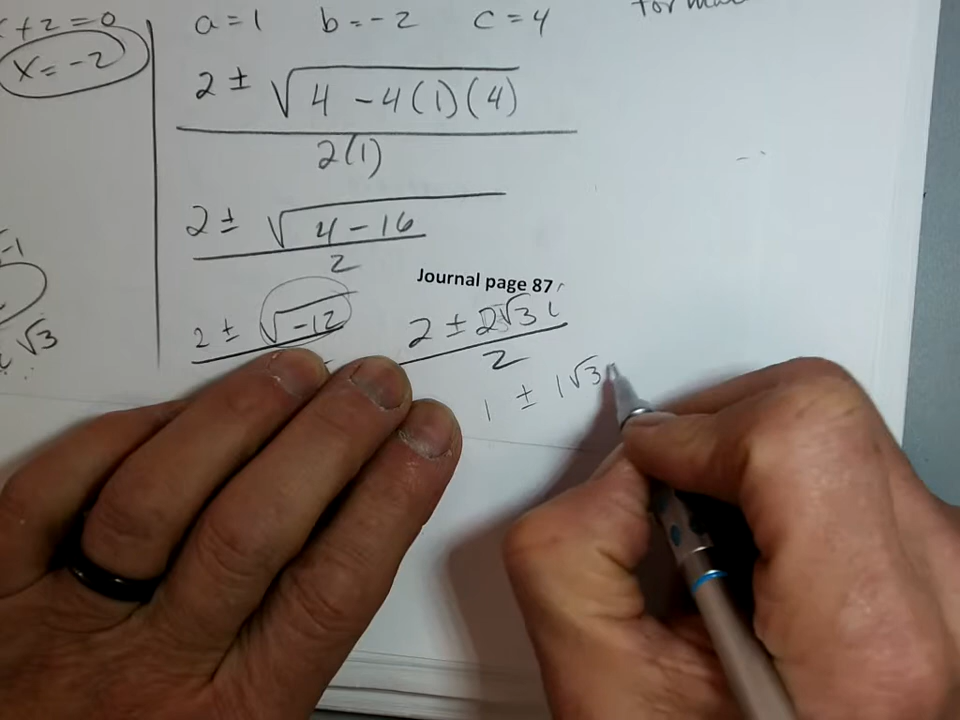 +2=0
x=-2
-1
√3
a=1 b=-2 c=4
2 ± √4-4(1)(4)
2(1)
2 ± √4-16
2
Journal page 87
2 ± √-12
2 ± 2√3 i
2
1 ± 1√3